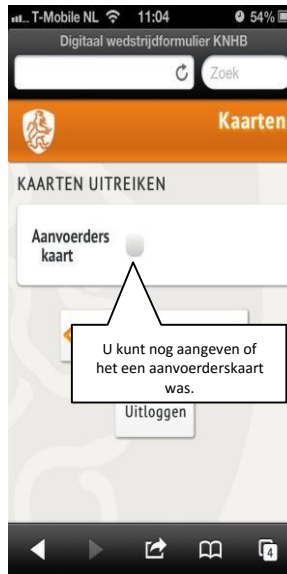 T-Mobile NL 11:04 54%
Digitaal wedstrijdformulier KNHB
Zoek
Kaarten
KAARTEN UITREIKEN
Aanvoerders
kaart
U kunt nog aangeven of
het een aanvoerderskaart
was.
Uitloggen
4